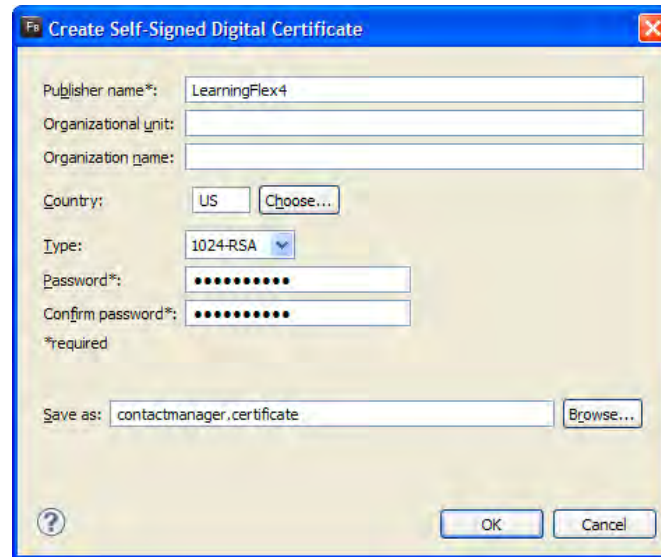 Fb Create Self-Signed Digital Certificate
Publisher name*: LearningFlex4
Organizational unit:
Organization name:
Country: US Choose...
Type: 1024-RSA
Password*: ●●●●●●●●●●
Confirm password*: ●●●●●●●●●●
*required
Save as: contactmanager.certificate Browse...
? OK Cancel